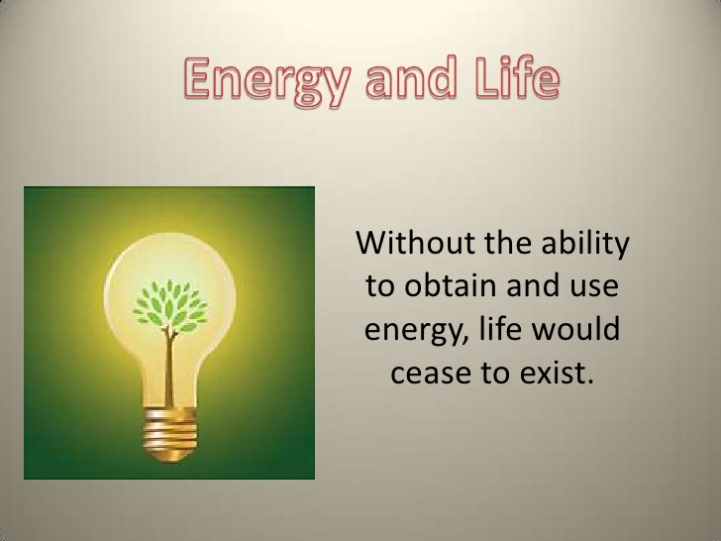 Energy and Life
Without the ability
to obtain and use
energy, life would
cease to exist.